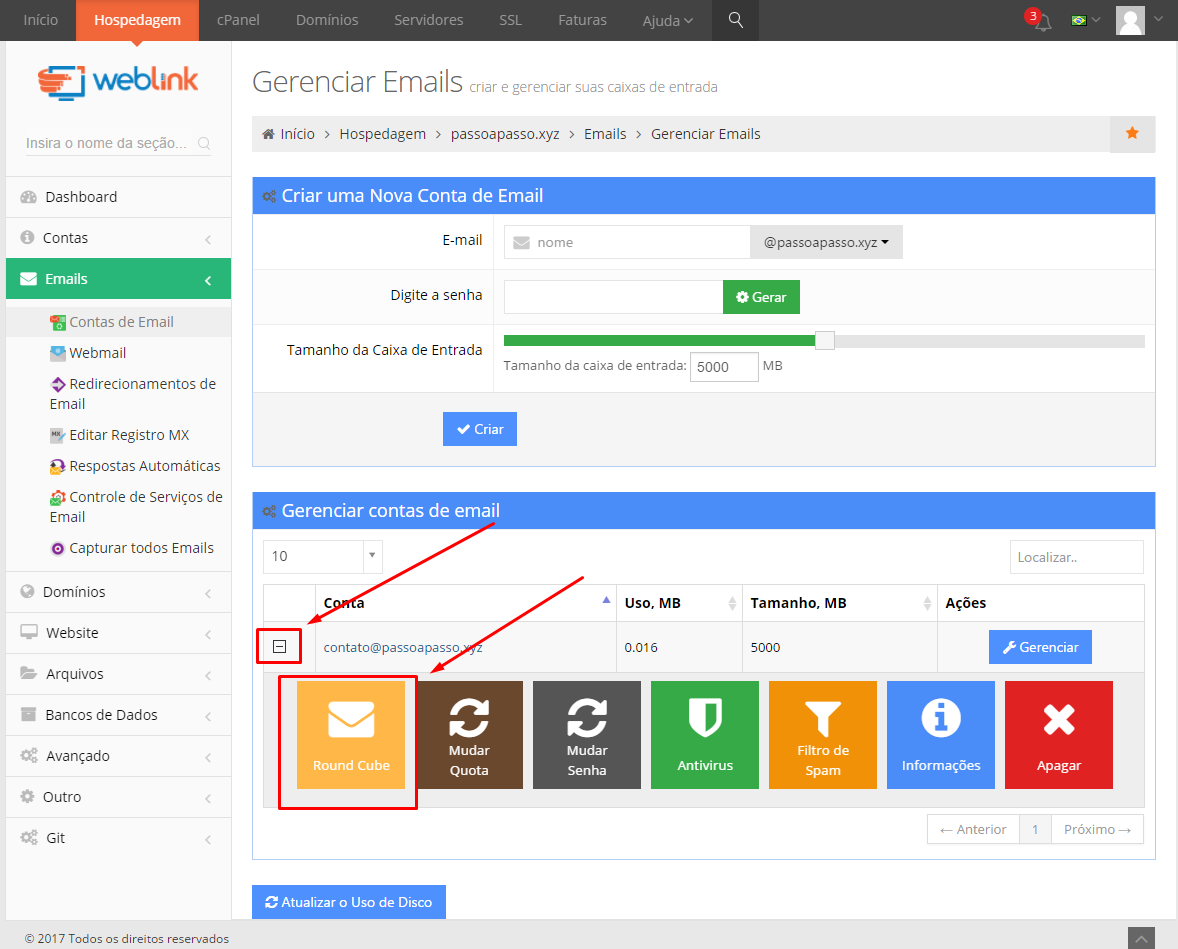 Início Hospedagem cPanel Domínios Servidores SSL Faturas Ajuda 3
weblink
Insira o nome da seção...
Dashboard
Contas
Emails
Contas de Email
Webmail
Redirecionamentos de
Email
Editar Registro MX
Respostas Automáticas
Controle de Serviços de
Email
Capturar todos Emails
Domínios
Website
Arquivos
Bancos de Dados
Avançado
Outro
Git
Gerenciar Emails criar e gerenciar suas caixas de entrada
Início > Hospedagem > passoapasso.xyz > Emails > Gerenciar Emails
Criar uma Nova Conta de Email
E-mail nome @passoapasso.xyz
Digite a senha Gerar
Tamanho da Caixa de Entrada
Tamanho da caixa de entrada: 5000 MB
Criar
Gerenciar contas de email
10 Localizar..
Conta Uso, MB Tamanho, MB Ações
contato@passoapasso.xyz 0.016 5000 Gerenciar
Round Cube
Mudar
Quota
Mudar
Senha
Antivirus
Filtro de
Spam
Informações
Apagar
← Anterior 1 Próximo →
Atualizar o Uso de Disco
© 2017 Todos os direitos reservados